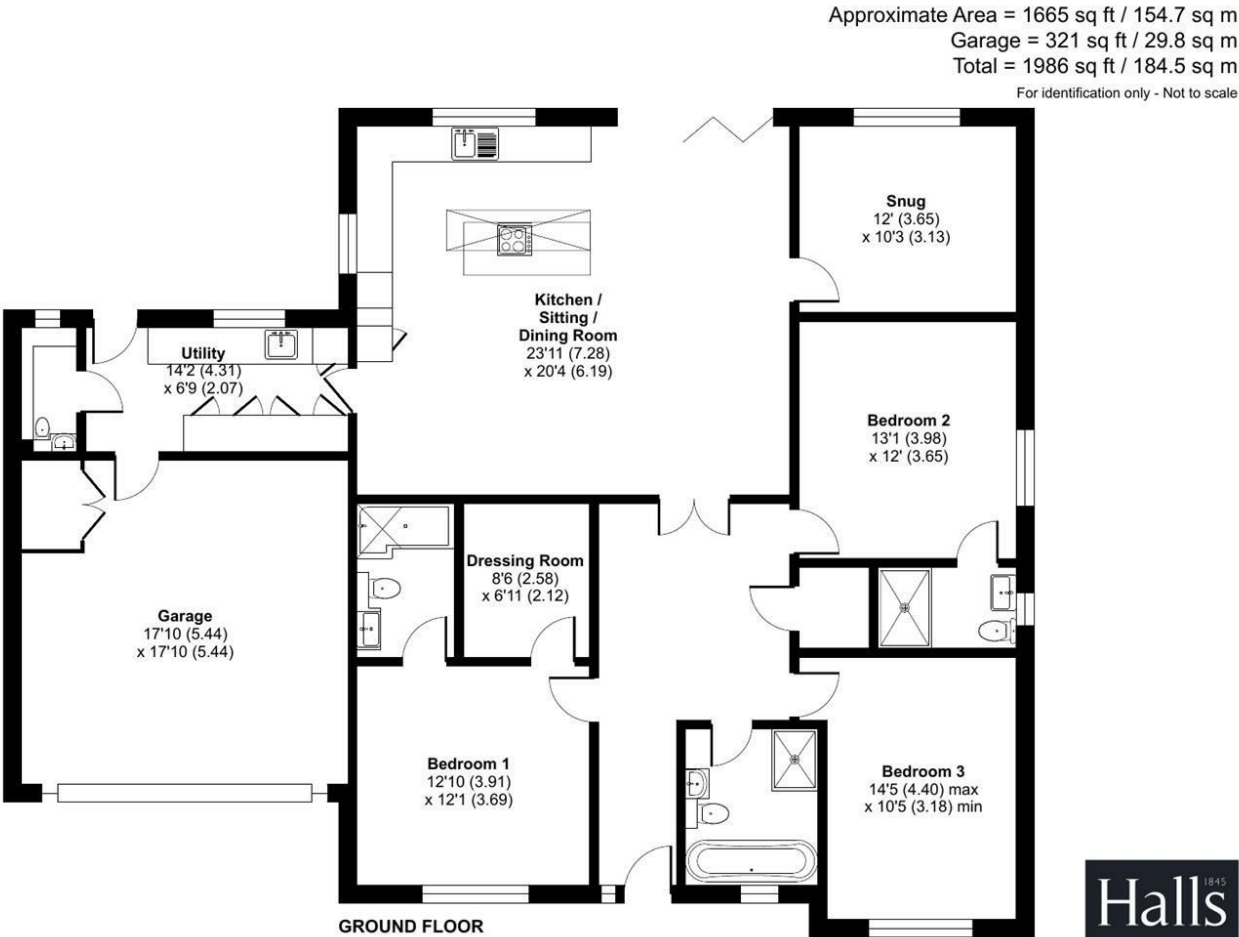 Approximate Area = 1665 sq ft / 154.7 sq m
Garage = 321 sq ft / 29.8 sq m
Total = 1986 sq ft / 184.5 sq m
For identification only - Not to scale
Snug
12' (3.65)
x 10'3 (3.13)
Kitchen /
Sitting /
Dining Room
23'11 (7.28)
x 20'4 (6.19)
Utility
14'2 (4.31)
x 6'9 (2.07)
Bedroom 2
13'1 (3.98)
x 12' (3.65)
Dressing Room
8'6 (2.58)
x 6'11 (2.12)
Garage
17'10 (5.44)
x 17'10 (5.44)
Bedroom 1
12'10 (3.91)
x 12'1 (3.69)
Bedroom 3
14'5 (4.40) max
x 10'5 (3.18) min
GROUND FLOOR
1845
Halls